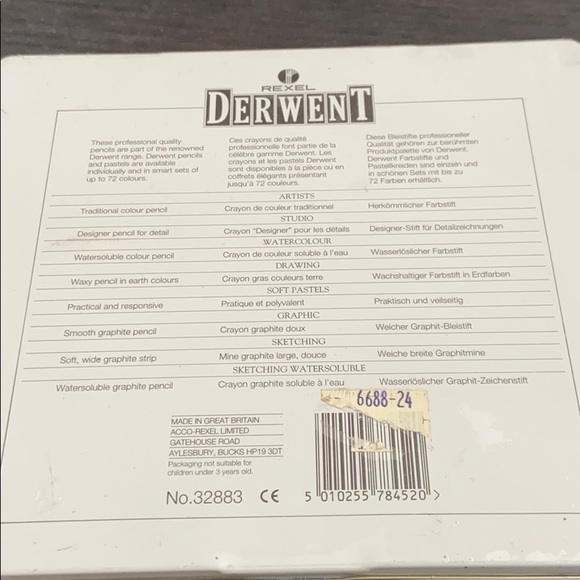 REXEL
DERWENT
These professional quality
pencils are part of the renowned
Derwent range. Derwent pencils
and pastels are available
individually and in smart sets of
up to 72 colours.
Ces crayons de qualité
professionnelle font partie de la
célèbre gamme Derwent. Les
crayons et les pastels Derwent
sont disponibles à la pièce ou en
coffrets élégants présentant
jusqu'à 72 couleurs.
Diese Bleistifte professioneller
Qualität gehören zur berühmten
Produktpalette von Derwent.
Derwent Farbstifte und
Pastellkreiden sind einzeln und
in schönen Sets mit bis zu
72 Farben erhältlich.
ARTISTS
Traditional colour pencil Crayon de couleur traditionnel Herkömmlicher Farbstift
STUDIO
Designer pencil for detail Crayon "Designer" pour les détails Designer-Stift für Detailzeichnungen
WATERCOLOUR
Watersoluble colour pencil Crayon de couleur soluble à l'eau Wasserlöslicher Farbstift
DRAWING
Waxy pencil in earth colours Crayon gras couleurs terre Wachshaltiger Farbstift in Erdfarben
SOFT PASTELS
Practical and responsive Pratique et polyvalent Praktisch und vielseitig
GRAPHIC
Smooth graphite pencil Crayon graphite doux Weicher Graphit-Bleistift
SKETCHING
Soft, wide graphite strip Mine graphite large, douce Weiche breite Graphitmine
SKETCHING WATERSOLUBLE
Watersoluble graphite pencil Crayon graphite soluble à l'eau Wasserlöslicher Graphit-Zeichenstift
6688-24
MADE IN GREAT BRITAIN
ACCO-REXEL LIMITED
GATEHOUSE ROAD
AYLESBURY, BUCKS HP19 3DT
Packaging not suitable for
children under 3 years old.
No.32883 CE
5 010255 784520 >